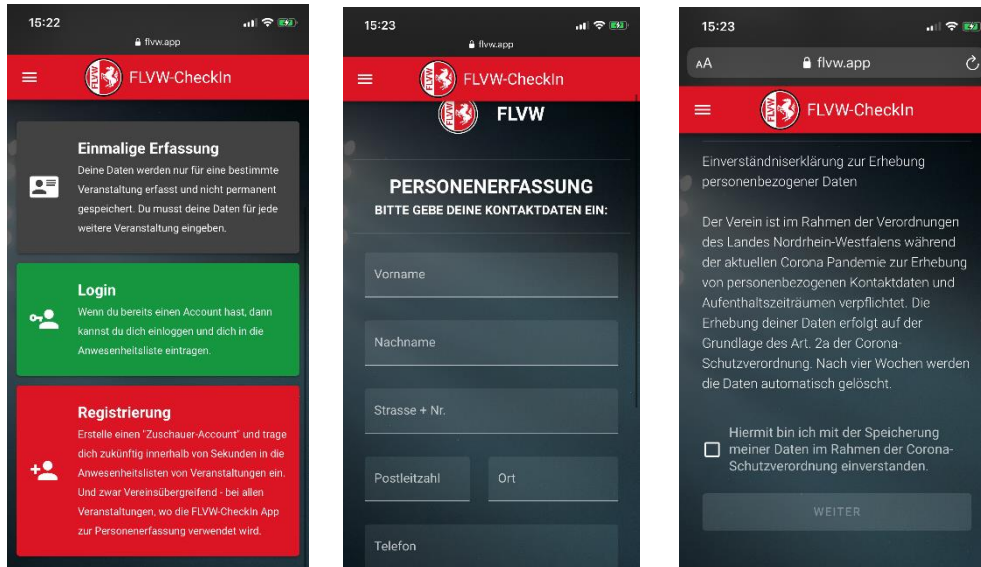 15:22
flvw.app
FLVW
FLVW-CheckIn
Einmalige Erfassung
Deine Daten werden nur für eine bestimmte
Veranstaltung erfasst und nicht permanent
gespeichert. Du musst deine Daten für jede
weitere Veranstaltung eingeben.
Login
Wenn du bereits einen Account hast, dann
kannst du dich einloggen und dich in die
Anwesenheitsliste eintragen.
Registrierung
Erstelle einen "Zuschauer-Account" und trage
dich zukünftig innerhalb von Sekunden in die
Anwesenheitslisten von Veranstaltungen ein.
Und zwar Vereinsübergreifend - bei allen
Veranstaltungen, wo die FLVW-CheckIn App
zur Personenerfassung verwendet wird.
15:23
flvw.app
FLVW
FLVW-CheckIn
FLVW
FLVW
PERSONENERFASSUNG
BITTE GEBE DEINE KONTAKTDATEN EIN:
Vorname
Nachname
Strasse + Nr.
Postleitzahl Ort
Telefon
15:23
AA flvw.app
FLVW
FLVW-CheckIn
Einverständniserklärung zur Erhebung
personenbezogener Daten
Der Verein ist im Rahmen der Verordnungen
des Landes Nordrhein-Westfalens während
der aktuellen Corona Pandemie zur Erhebung
von personenbezogenen Kontaktdaten und
Aufenthaltszeiträumen verpflichtet. Die
Erhebung deiner Daten erfolgt auf der
Grundlage des Art. 2a der Corona-
Schutzverordnung. Nach vier Wochen werden
die Daten automatisch gelöscht.
Hiermit bin ich mit der Speicherung
meiner Daten im Rahmen der Corona-
Schutzverordnung einverstanden.
WEITER